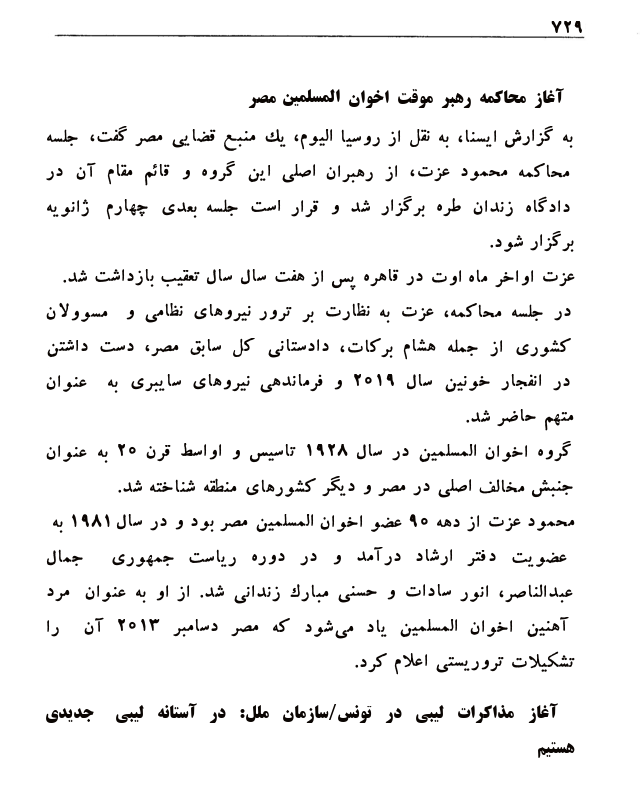 ۷۲۹
آغاز محاکمه رهبر موقت اخوان المسلمین مصر
به گزارش ایسنا، به نقل از روسیا الیوم، یك منبع قضایی مصر گفت، جلسه
محاکمه محمود عزت، از رهبران اصلی این گروه و قائم مقام آن در
دادگاه زندان طره برگزار شد و قرار است جلسه بعدی چهارم ژانویه
برگزار شود.
عزت اواخر ماه اوت در قاهره پس از هفت سال سال تعقیب بازداشت شد.
در جلسه محاکمه، عزت به نظارت بر ترور نیروهای نظامی و مسوولان
کشوری از جمله هشام برکات، دادستانی کل سابق مصر، دست داشتن
در انفجار خونین سال ۲۰۱۹ و فرماندهی نیروهای سایبری به عنوان
متهم حاضر شد.
گروه اخوان المسلمین در سال ۱۹۲۸ تاسیس و اواسط قرن ۲۰ به عنوان
جنبش مخالف اصلی در مصر و دیگر کشورهای منطقه شناخته شد.
محمود عزت از دهه ۹۰ عضو اخوان المسلمین مصر بود و در سال ۱۹۸۱ به
عضویت دفتر ارشاد درآمد و در دوره ریاست جمهوری جمال
عبدالناصر، انور سادات و حسنی مبارك زندانی شد. از او به عنوان مرد
آهنین اخوان المسلمین یاد می‌شود که مصر دسامبر ۲۰۱۳ آن را
تشکیلات تروریستی اعلام کرد.
آغاز مذاکرات لیبی در تونس/سازمان ملل: در آستانه لیبی جدیدی
هستیم